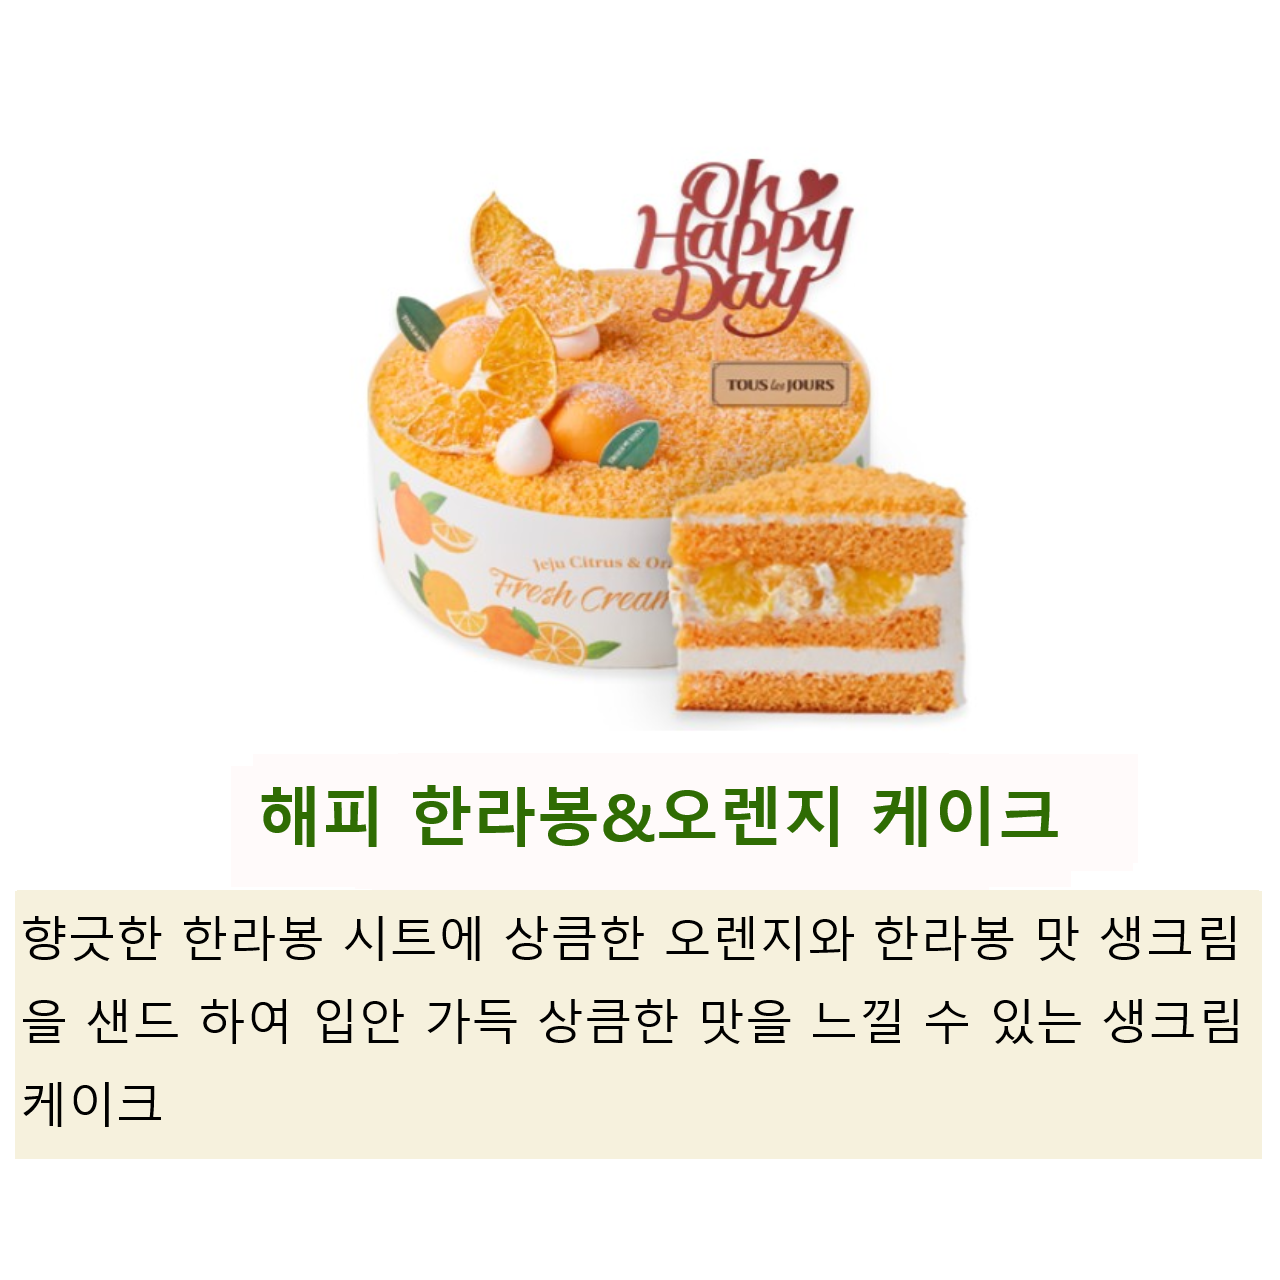 Oh
Happy
Day
TOUS les JOURS
Jeju Citrus & Or
Fresh Cream
해피 한라봉&오렌지 케이크
향긋한 한라봉 시트에 상큼한 오렌지와 한라봉 맛 생크림
을 샌드 하여 입안 가득 상큼한 맛을 느낄 수 있는 생크림
케이크